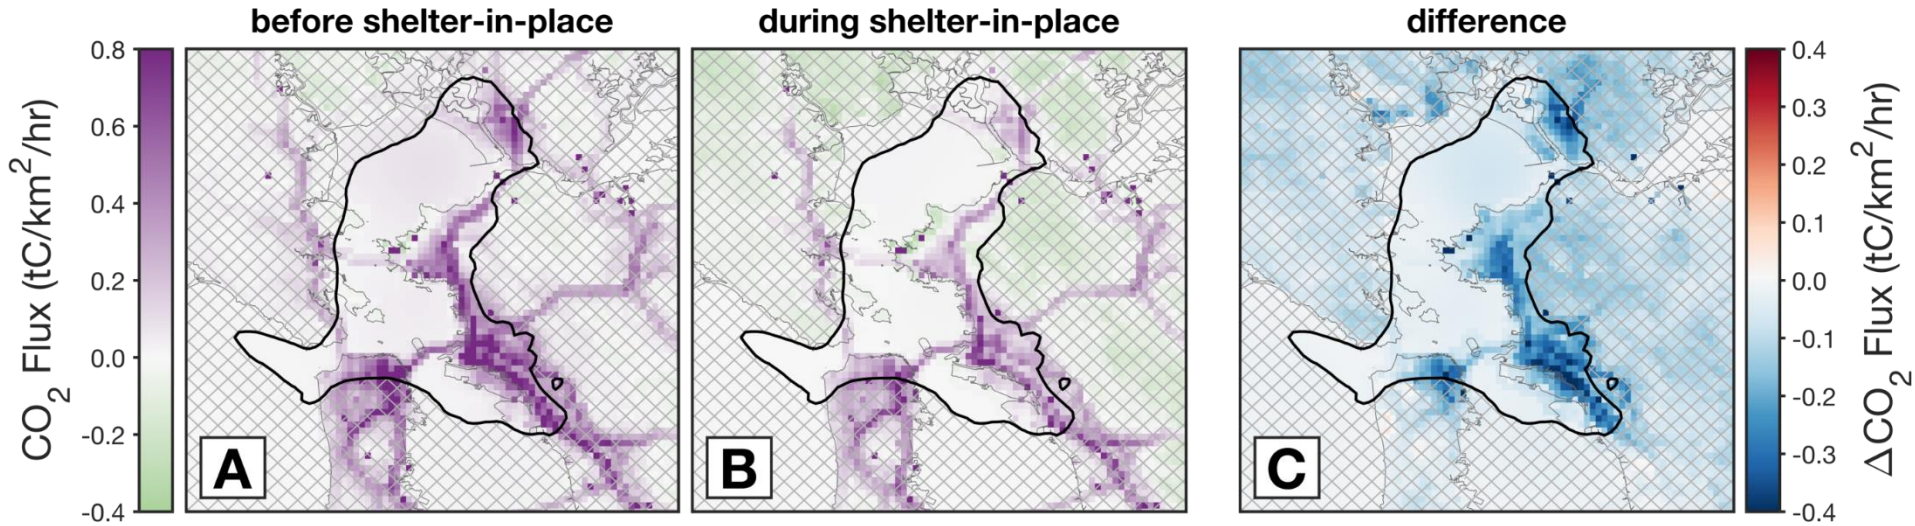 before shelter-in-place
during shelter-in-place
difference
CO2 Flux (tC/km2/hr)
0.8
0.6
0.4
0.2
0.0
-0.2
-0.4
A
B
C
0.4
0.3
0.2
0.1
0.0
-0.1
-0.2
-0.3
-0.4
ΔCO2 Flux (tC/km2/hr)